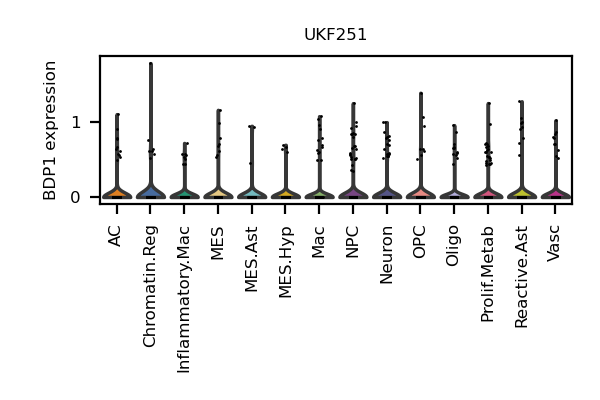 UKF251
BDP1 expression
1
0
AC
Chromatin.Reg
Inflammatory.Mac
MES
MES.Ast
MES.Hyp
Mac
NPC
Neuron
OPC
Oligo
Prolif.Metab
Reactive.Ast
Vasc